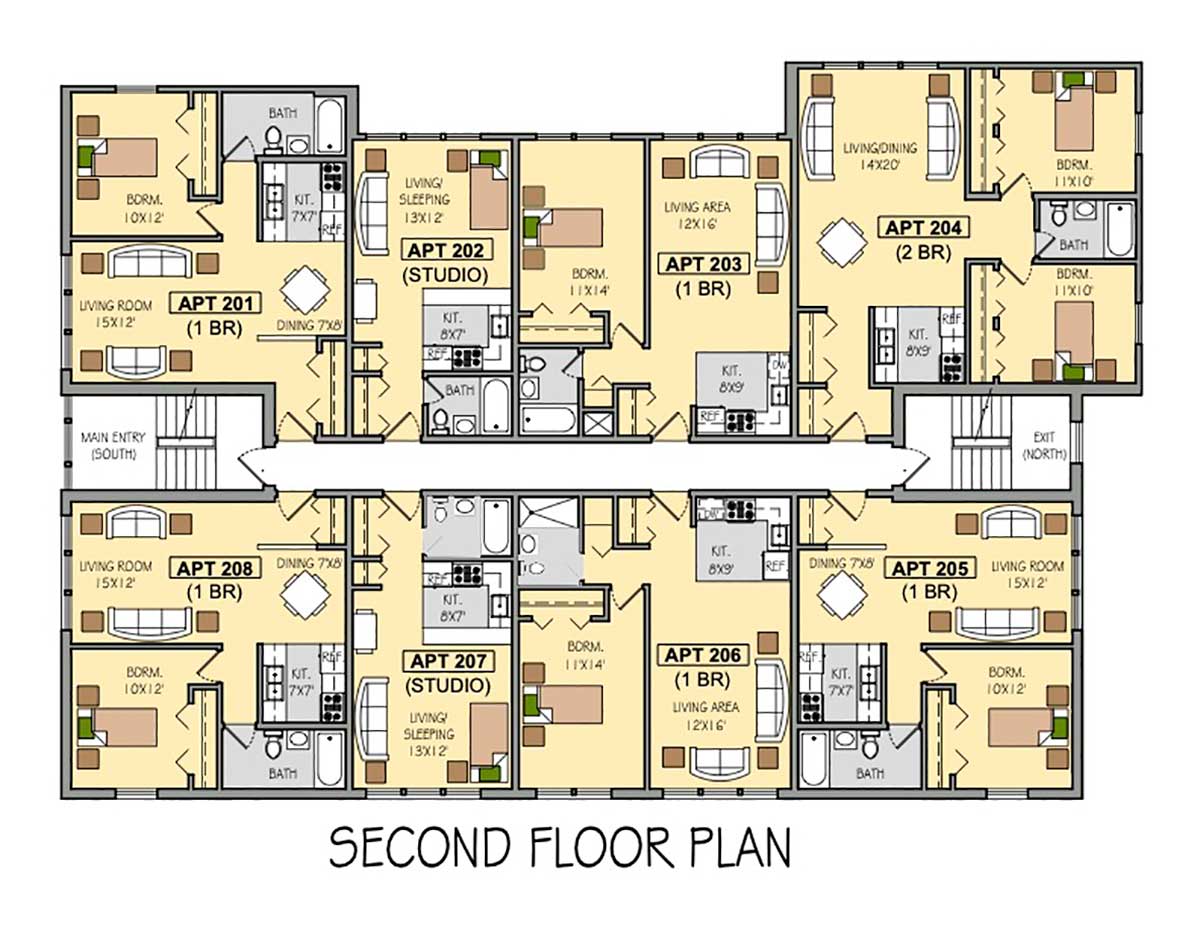 BATH
BDRM.
10X12'
KIT.
7'X7'
REF.
LIVING ROOM
15'X12'
APT 201
(1 BR)
DINING 7'X8'
LIVING/
SLEEPING
13'X12'
APT 202
(STUDIO)
KIT.
8'X7'
REF.
BATH
BDRM.
11'X14'
LIVING AREA
12'X16'
APT 203
(1 BR)
KIT.
8'X9'
DW
REF.
LIVING/DINING
14'X20'
BDRM.
11'X10'
APT 204
(2 BR)
BATH
BDRM.
11'X10'
REF.
KIT.
8'X9'
MAIN ENTRY
(SOUTH)
EXIT
(NORTH)
LIVING ROOM
15'X12'
APT 208
(1 BR)
DINING 7'X8'
BDRM.
10'X12'
KIT.
7'X7'
REF.
BATH
REF.
KIT.
8'X7'
APT 207
(STUDIO)
LIVING/
SLEEPING
13'X12'
BDRM.
11'X14'
DW
KIT.
8'X9'
REF.
APT 206
(1 BR)
LIVING AREA
12'X16'
DINING 7'X8'
APT 205
(1 BR)
LIVING ROOM
15'X12'
REF.
KIT.
7'X7'
BDRM.
10'X12'
BATH
SECOND FLOOR PLAN